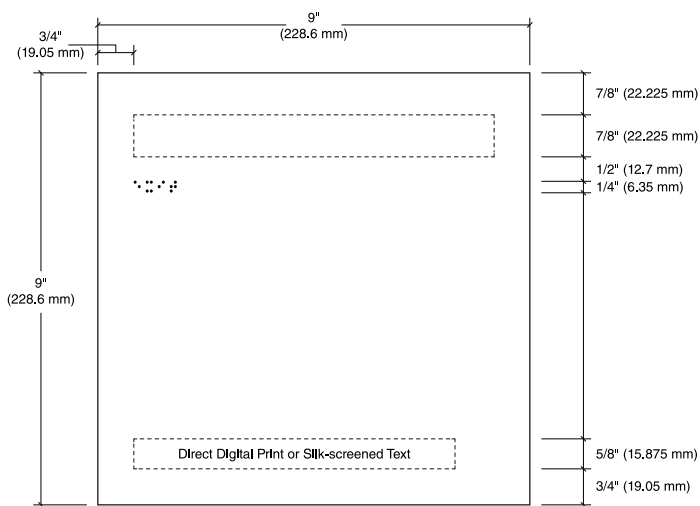 9"
(228.6 mm)
3/4"
(19.05 mm)
7/8" (22.225 mm)
7/8" (22.225 mm)
1/2" (12.7 mm)
1/4" (6.35 mm)
⠑⠭⠊⠞
9"
(228.6 mm)
Direct Digital Print or Silk-screened Text
5/8" (15.875 mm)
3/4" (19.05 mm)